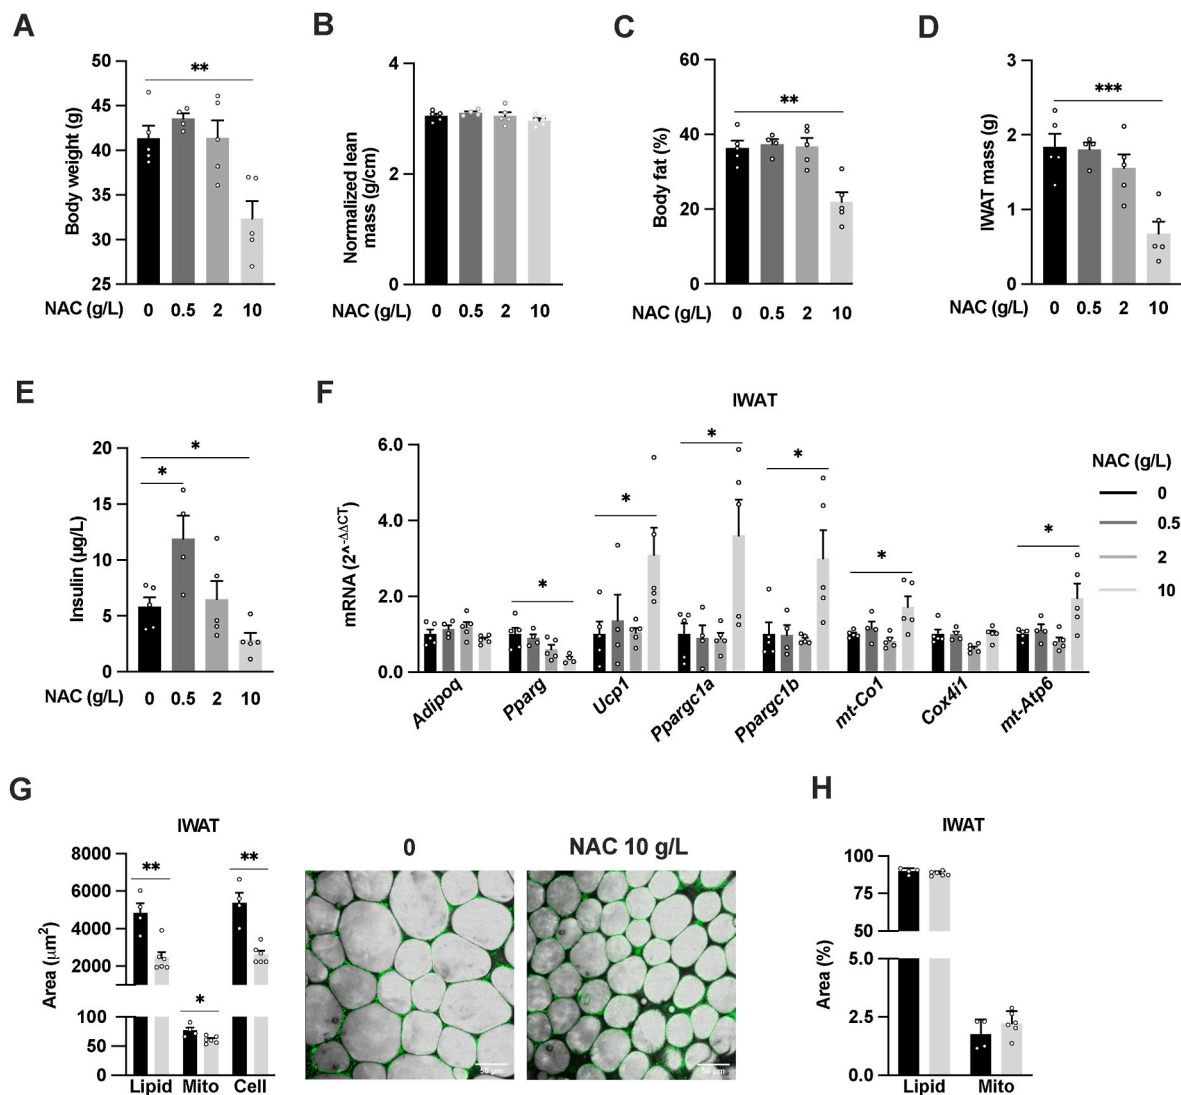 A
Body weight (g)
50
45
40
35
30
25
**
NAC (g/L)
0 0.5 2 10
B
Normalized lean
mass (g/cm)
4
2
0
NAC (g/L)
0 0.5 2 10
C
Body fat (%)
60
40
20
0
**
NAC (g/L)
0 0.5 2 10
D
IWAT mass (g)
3
2
1
0
***
NAC (g/L)
0 0.5 2 10
E
Insulin (µg/L)
20
15
10
5
0
*
*
NAC (g/L)
0 0.5 2 10
F
IWAT
mRNA (2^-ΔΔCT)
6.0
4.0
2.0
0.0
*
*
*
*
*
*
Adipoq
Pparg
Ucp1
Ppargc1a
Ppargc1b
mt-Co1
Cox4i1
mt-Atp6
NAC (g/L)
0
0.5
2
10
G
IWAT
Area (µm²)
8000
6000
4000
2000
100
50
0
**
*
**
Lipid Mito Cell
0
50 µm
NAC 10 g/L
50 µm
H
IWAT
Area (%)
100
75
50
5.0
2.5
0.0
Lipid Mito